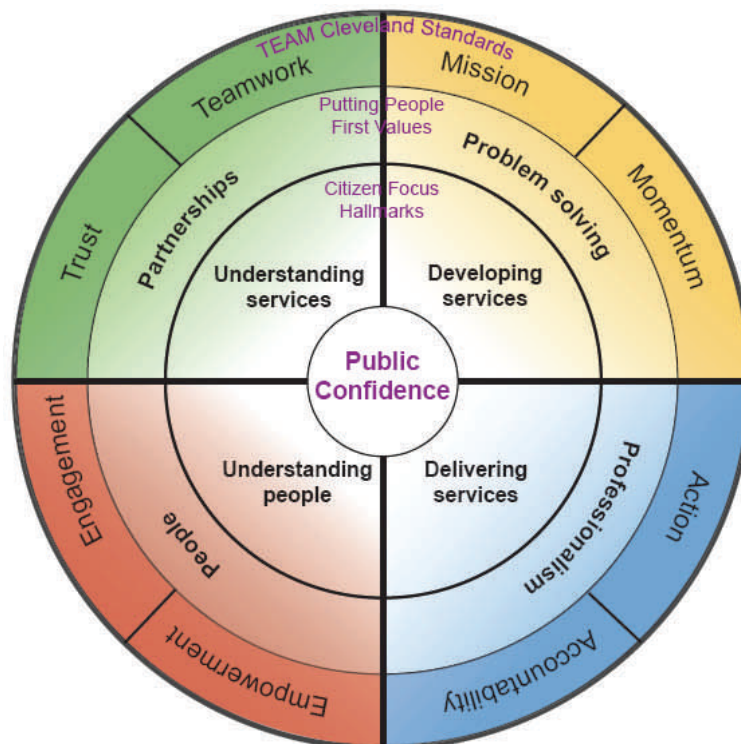 TEAM Cleveland Standards
Teamwork
Mission
Trust
Momentum
Putting People
First Values
Partnerships
Problem solving
Citizen Focus
Hallmarks
Understanding
services
Developing
services
Public
Confidence
Understanding
people
Delivering
services
People
Professionalism
Engagement
Action
Empowerment
Accountability